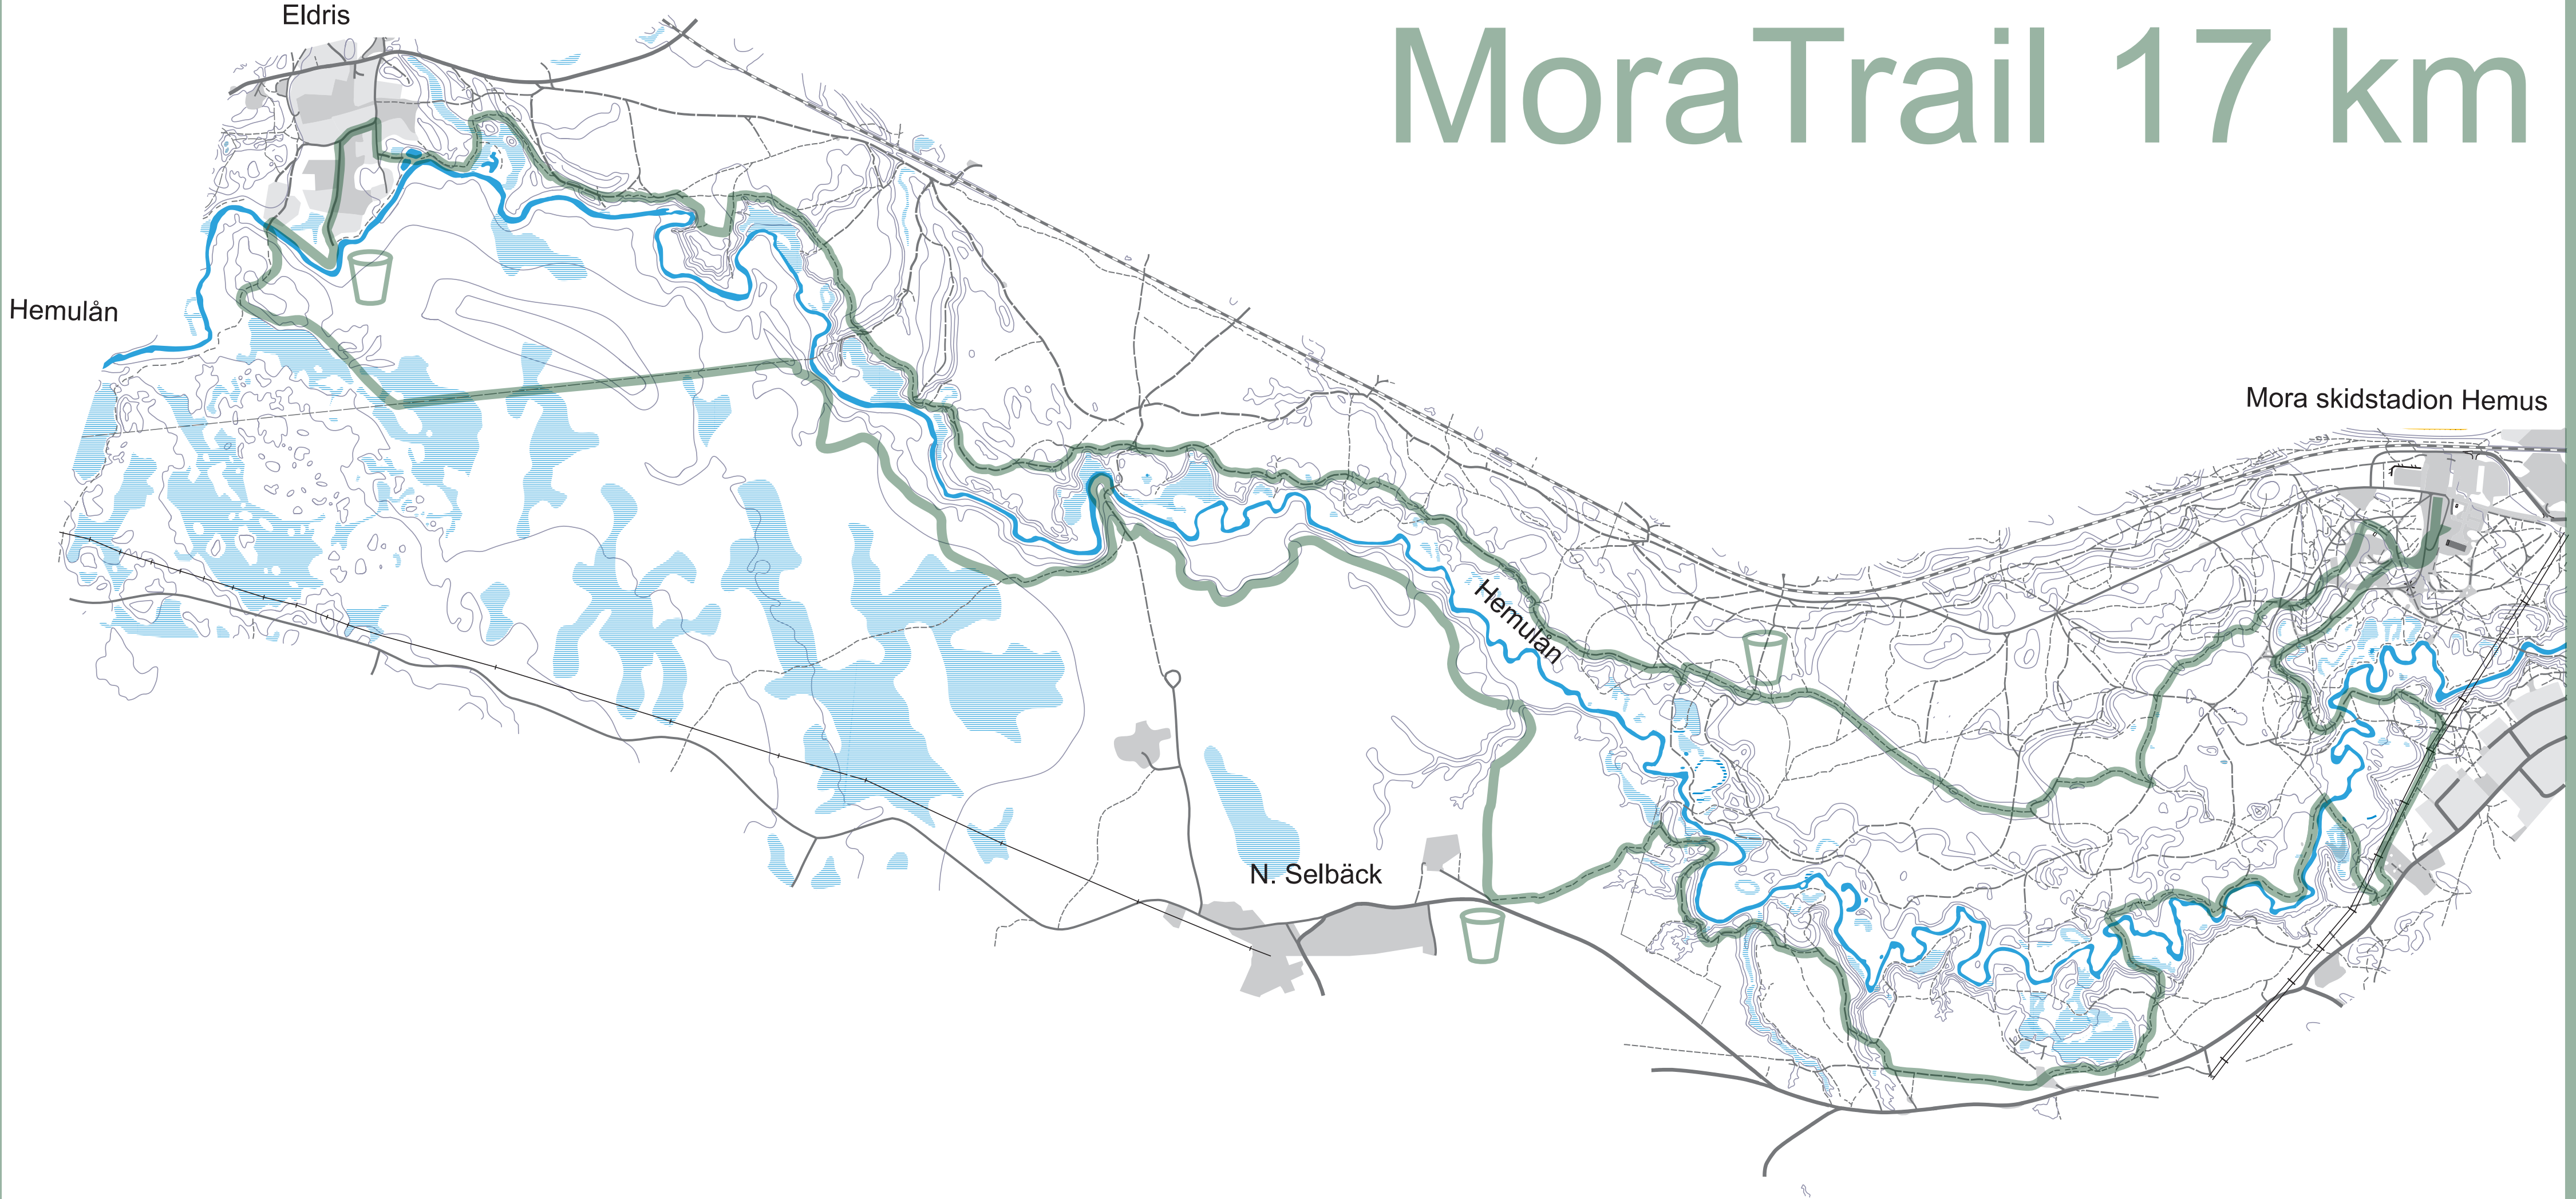 Eldris
MoraTrail 17 km
Hemulån
Mora skidstadion Hemus
Hemulån
N. Selbäck